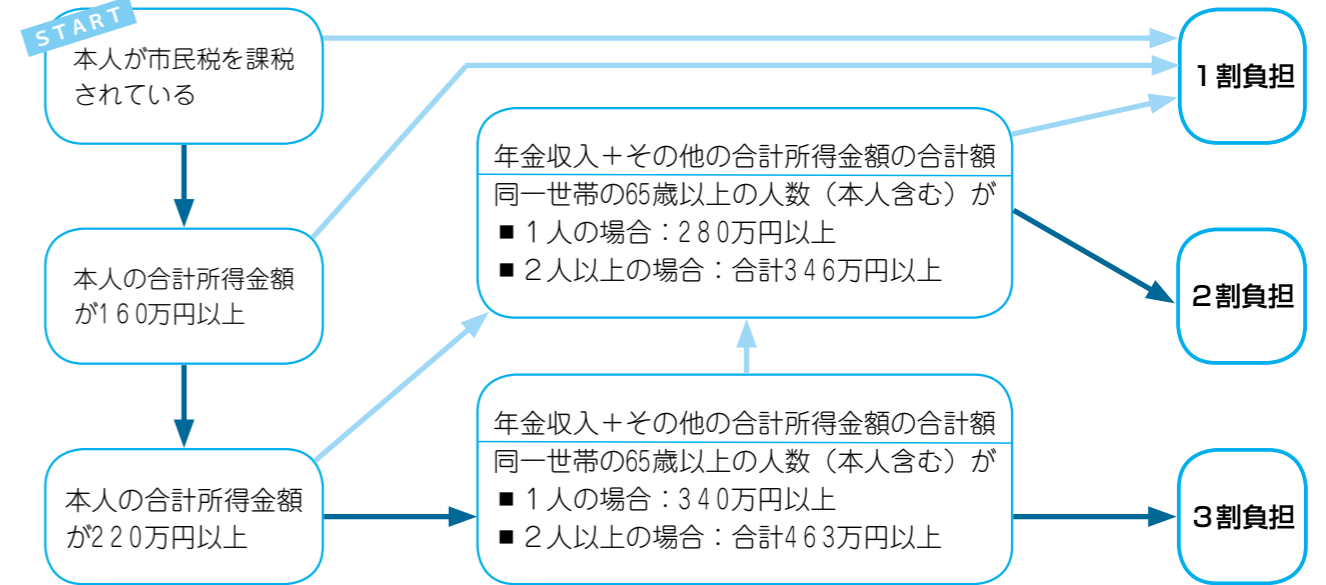 START
本人が市民税を課税
されている
本人の合計所得金額
が160万円以上
本人の合計所得金額
が220万円以上
年金収入+その他の合計所得金額の合計額
同一世帯の65歳以上の人数(本人含む)が
■1人の場合:280万円以上
■2人以上の場合:合計346万円以上
年金収入+その他の合計所得金額の合計額
同一世帯の65歳以上の人数(本人含む)が
■1人の場合:340万円以上
■2人以上の場合:合計463万円以上
1割負担
2割負担
3割負担